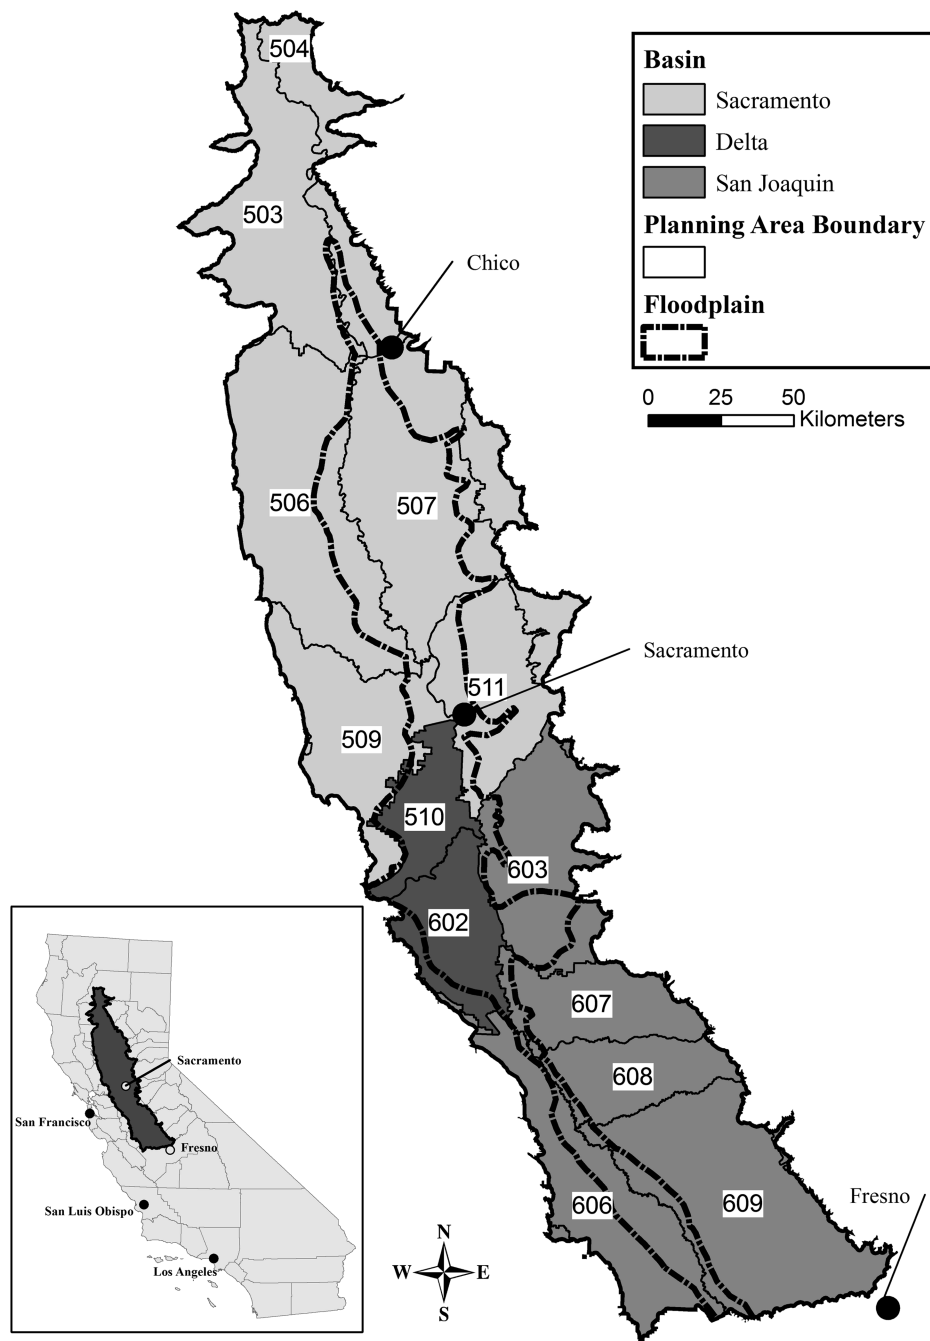 504
Basin
Sacramento
Delta
San Joaquin
Planning Area Boundary
Floodplain
503
Chico
0 25 50
Kilometers
506
507
Sacramento
511
509
510
603
602
607
608
606
609
Fresno
Sacramento
San Francisco
Fresno
San Luis Obispo
Los Angeles
N
W E
S